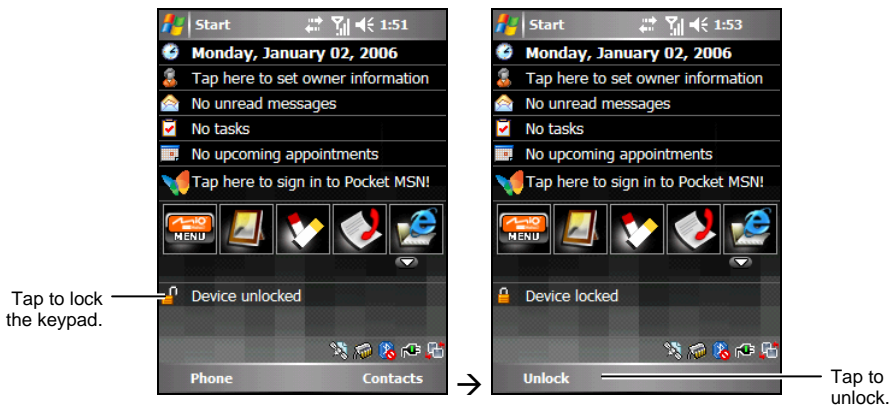 Start 1:51
Monday, January 02, 2006
Tap here to set owner information
No unread messages
No tasks
No upcoming appointments
Tap here to sign in to Pocket MSN!
Mio
MENU
Device unlocked
Phone Contacts
Tap to lock
the keypad.
→
Start 1:53
Monday, January 02, 2006
Tap here to set owner information
No unread messages
No tasks
No upcoming appointments
Tap here to sign in to Pocket MSN!
Mio
MENU
Device locked
Unlock
Tap to
unlock.